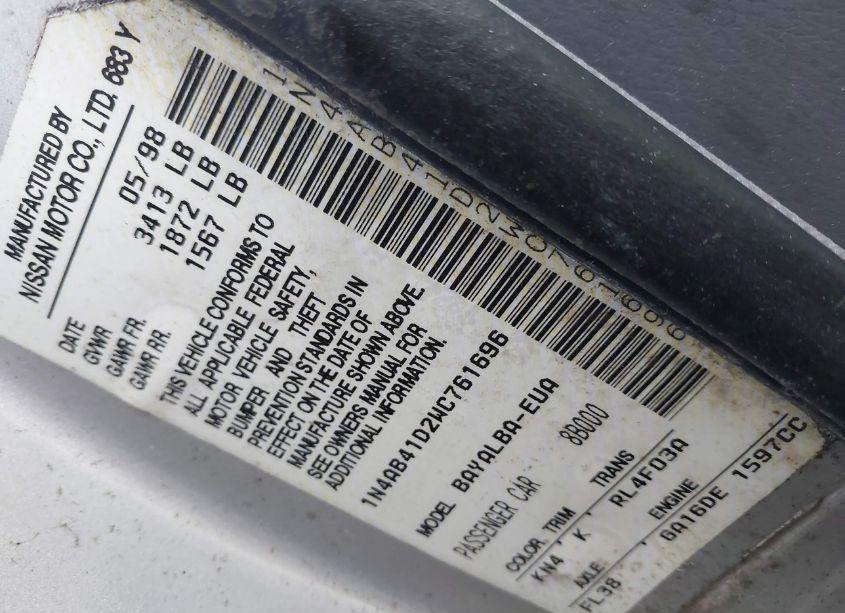 MANUFACTURED BY
NISSAN MOTOR CO., LTD. 683 Y
DATE 05/98
GVWR 3413 LB
GAWR FR. 1872 LB
GAWR RR. 1567 LB
THIS VEHICLE CONFORMS TO
ALL APPLICABLE FEDERAL
MOTOR VEHICLE SAFETY,
BUMPER AND THEFT
PREVENTION STANDARDS IN
EFFECT ON THE DATE OF
MANUFACTURE SHOWN ABOVE.
SEE OWNERS MANUAL FOR
ADDITIONAL INFORMATION.
1N4AB41D2WC761696
1N4AB41D2WC761696
MODEL BAYALBA-EUA
PASSENGER CAR 8B000
COLOR TRIM TRANS
KN4 K RL4F03A
AXLE ENGINE
FL38 GA16DE 1597CC